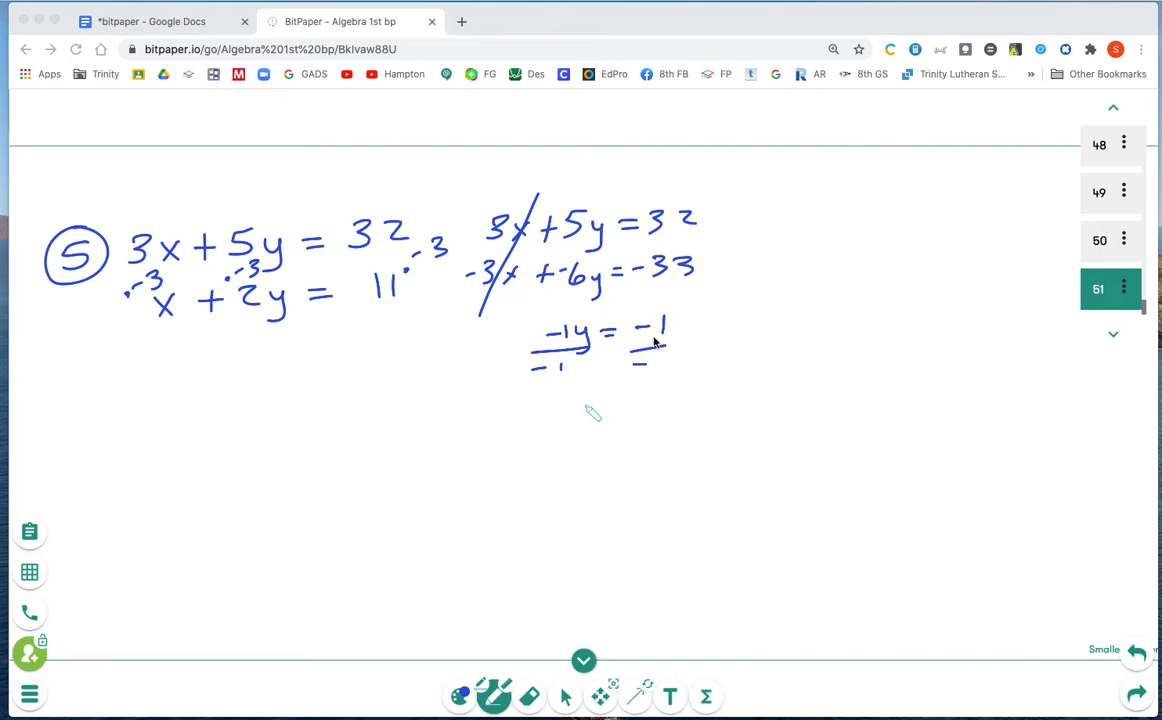 *bitpaper - Google Docs
BitPaper - Algebra 1st bp
bitpaper.io/go/Algebra%201st%20bp/BkIvaw88U
S
Apps Trinity M GADS Hampton FG Des C EdPro 8th FB FP t G AR 8th GS Trinity Lutheran S... » Other Bookmarks
48
49
50
51
5
3x + 5y = 32
·-3 ·-3 ·-3
x + 2y = 11
3x + 5y = 32
-3x + -6y = -33
-1y = -1
-1 -
Smalle
T Σ